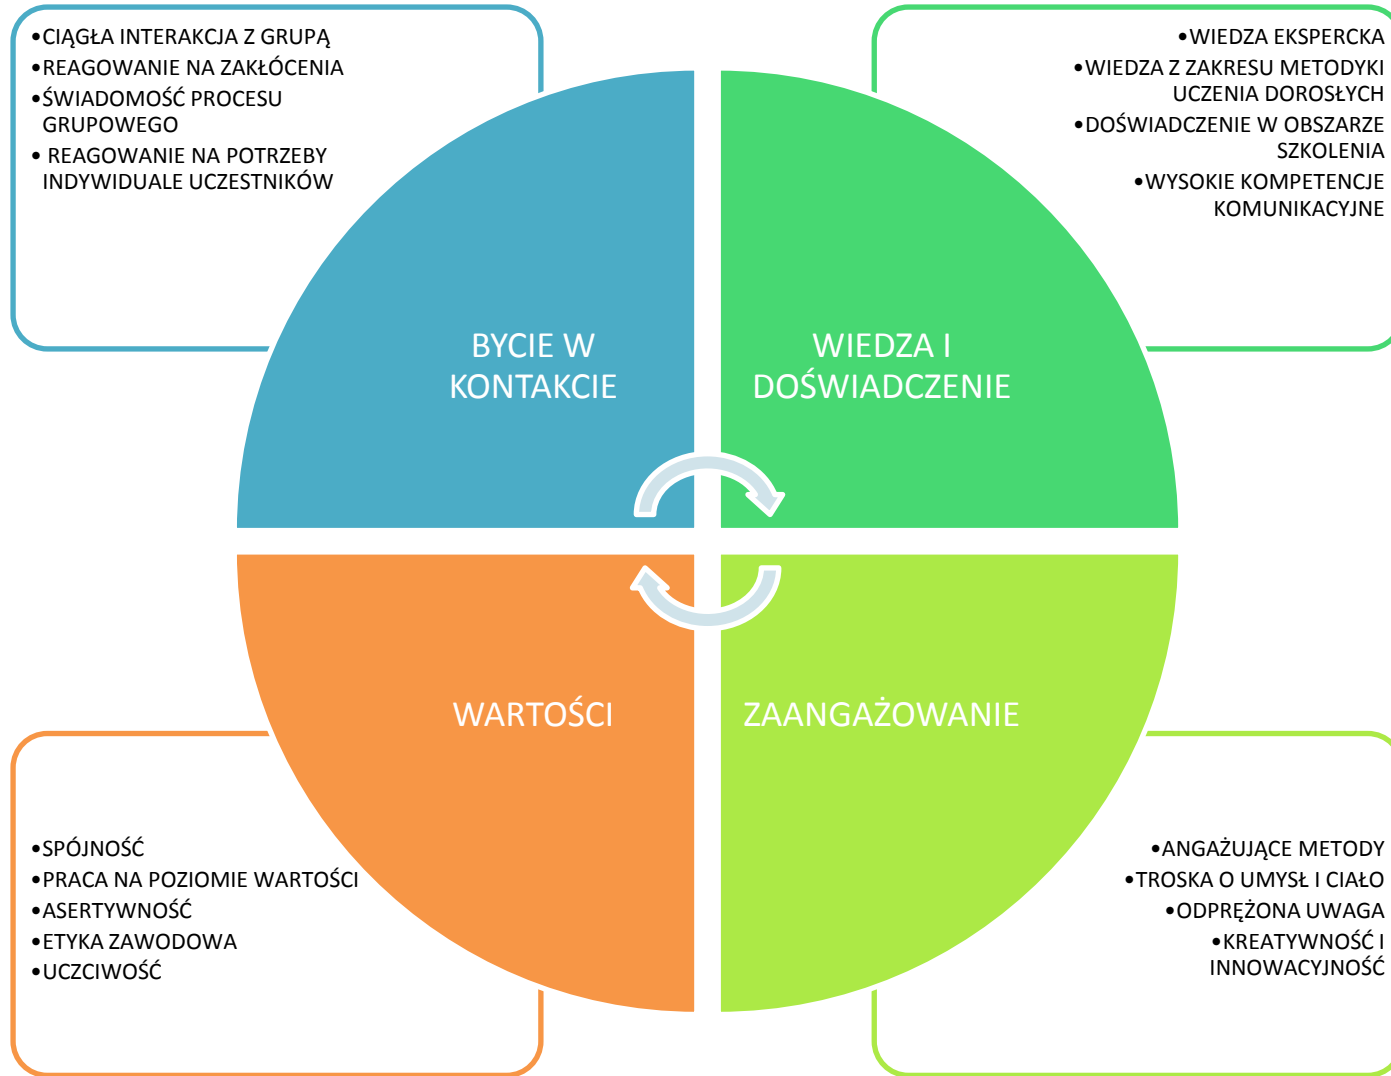 •CIĄGŁA INTERAKCJA Z GRUPĄ
•REAGOWANIE NA ZAKŁÓCENIA
•ŚWIADOMOŚĆ PROCESU
GRUPOWEGO
• REAGOWANIE NA POTRZEBY
INDYWIDUALE UCZESTNIKÓW
•WIEDZA EKSPERCKA
•WIEDZA Z ZAKRESU METODYKI
UCZENIA DOROSŁYCH
•DOŚWIADCZENIE W OBSZARZE
SZKOLENIA
•WYSOKIE KOMPETENCJE
KOMUNIKACYJNE
BYCIE W
KONTAKCIE
WIEDZA I
DOŚWIADCZENIE
WARTOŚCI
ZAANGAŻOWANIE
•SPÓJNOŚĆ
•PRACA NA POZIOMIE WARTOŚCI
•ASERTYWNOŚĆ
•ETYKA ZAWODOWA
•UCZCIWOŚĆ
•ANGAŻUJĄCE METODY
•TROSKA O UMYSŁ I CIAŁO
•ODPRĘŻONA UWAGA
•KREATYWNOŚĆ I
INNOWACYJNOŚĆ